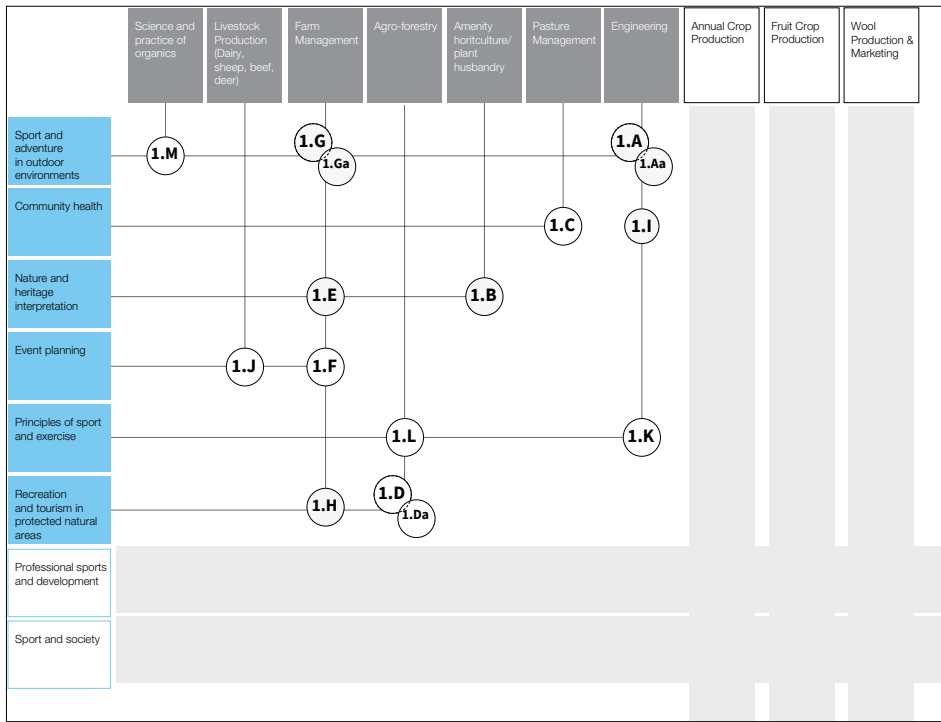 Science and
practice of
organics
Livestock
Production
(Dairy,
sheep, beef,
deer)
Farm
Management
Agro-forestry
Amenity
horitculture/
plant
husbandry
Pasture
Management
Engineering
Annual Crop
Production
Fruit Crop
Production
Wool
Production &
Marketing
Sport and
adventure
in outdoor
environments
1.M
1.G
1.Ga
1.A
1.Aa
Community health
1.C
1.I
Nature and
heritage
interpretation
1.E
1.B
Event planning
1.J
1.F
Principles of sport
and exercise
1.L
1.K
Recreation
and tourism in
protected natural
areas
1.H
1.D
1.Da
Professional sports
and development
Sport and society